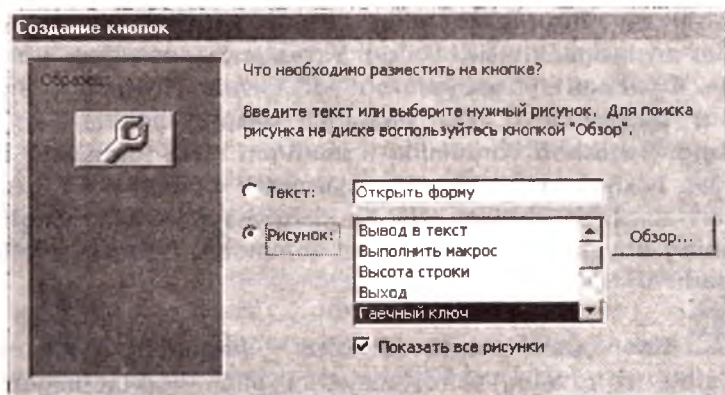 Создание кнопок
Образец:
Что необходимо разместить на кнопке?
Введите текст или выберите нужный рисунок. Для поиска
рисунка на диске воспользуйтесь кнопкой "Обзор".
Текст:
Открыть форму
Рисунок:
Вывод в текст
Выполнить макрос
Высота строки
Выход
Гаечный ключ
Обзор...
Показать все рисунки